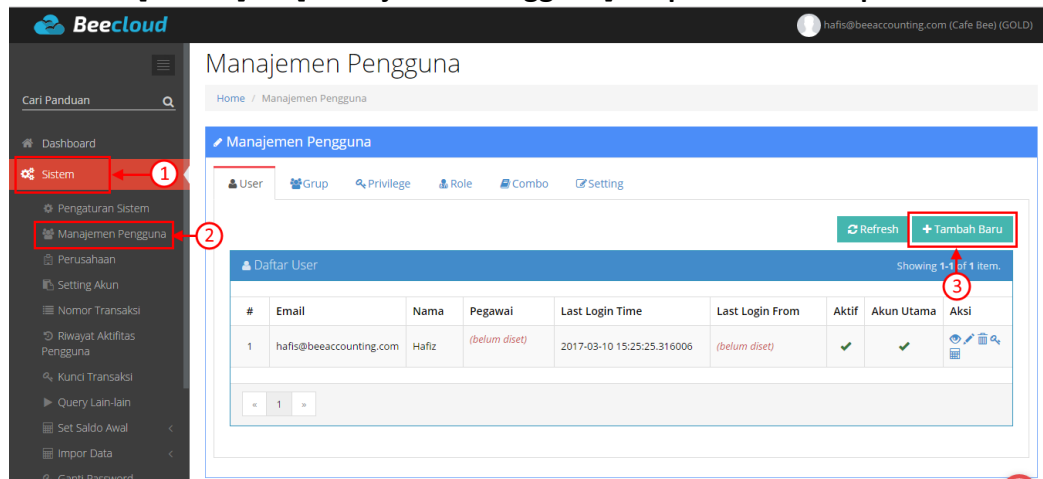 Beecloud
hafis@beeaccounting.com (Cafe Bee) (GOLD)
Manajemen Pengguna
Cari Panduan
Home / Manajemen Pengguna
Dashboard
Manajemen Pengguna
Sistem
1
User Grup Privilege Role Combo Setting
Pengaturan Sistem
Manajemen Pengguna
2
Refresh
+ Tambah Baru
Perusahaan
Daftar User
Showing 1-1 of 1 item.
3
Setting Akun
Nomor Transaksi
# Email Nama Pegawai Last Login Time Last Login From Aktif Akun Utama Aksi
Riwayat Aktifitas
Pengguna
1 hafis@beeaccounting.com Hafiz (belum diset) 2017-03-10 15:25:25.316006 (belum diset)
Kunci Transaksi
Query Lain-lain
« 1 »
Set Saldo Awal
Impor Data
Ganti Password